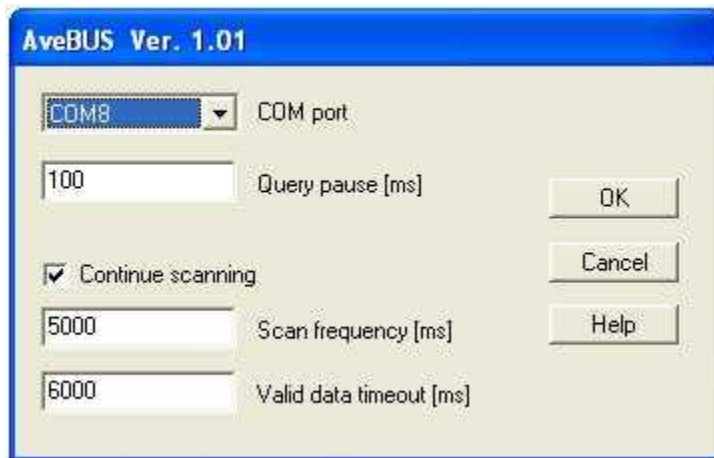 AveBUS Ver. 1.01
COM8 COM port
100 Query pause [ms]
OK
Continue scanning
Cancel
5000 Scan frequency [ms]
Help
6000 Valid data timeout [ms]